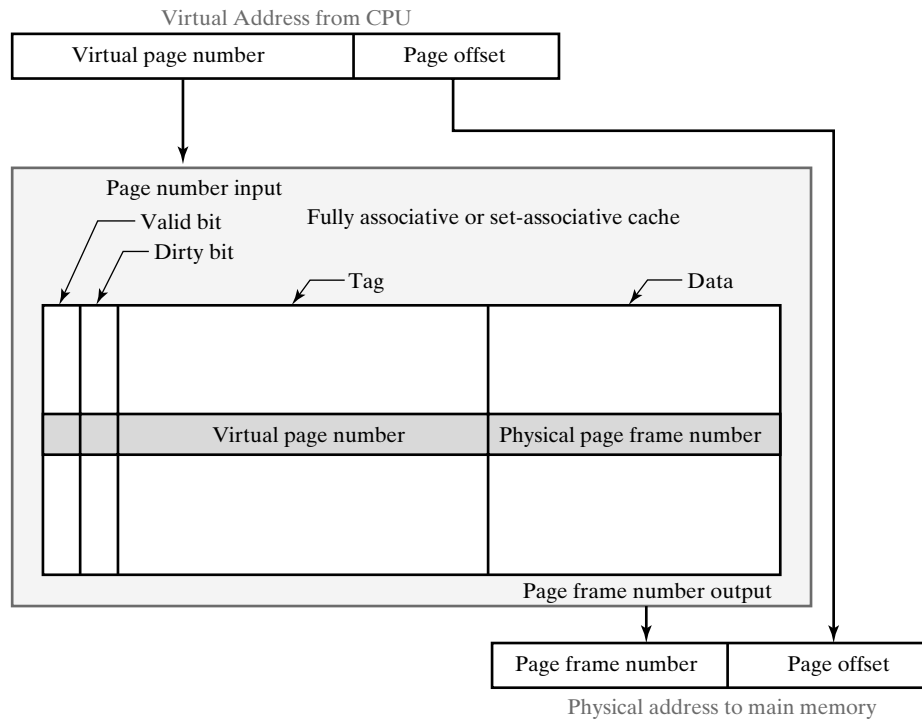 Virtual Address from CPU
Virtual page number
Page offset
Page number input
Fully associative or set-associative cache
Valid bit
Dirty bit
Tag
Data
Virtual page number
Physical page frame number
Page frame number output
Page frame number
Page offset
Physical address to main memory